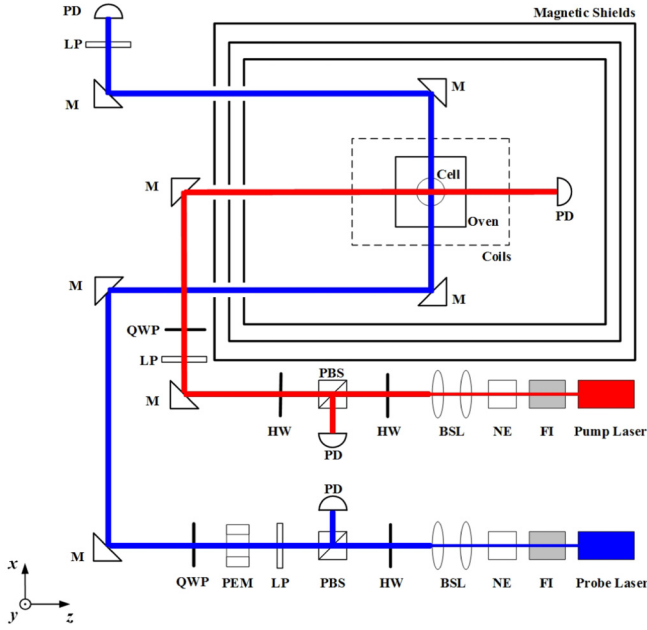 PD
Magnetic Shields
LP
M
M
M
Cell
PD
Oven
Coils
M
M
QWP
LP
PBS
M
HW
PD
HW
BSL
NE
FI
Pump Laser
PD
M
QWP
PEM
LP
PBS
HW
BSL
NE
FI
Probe Laser
x
y
z